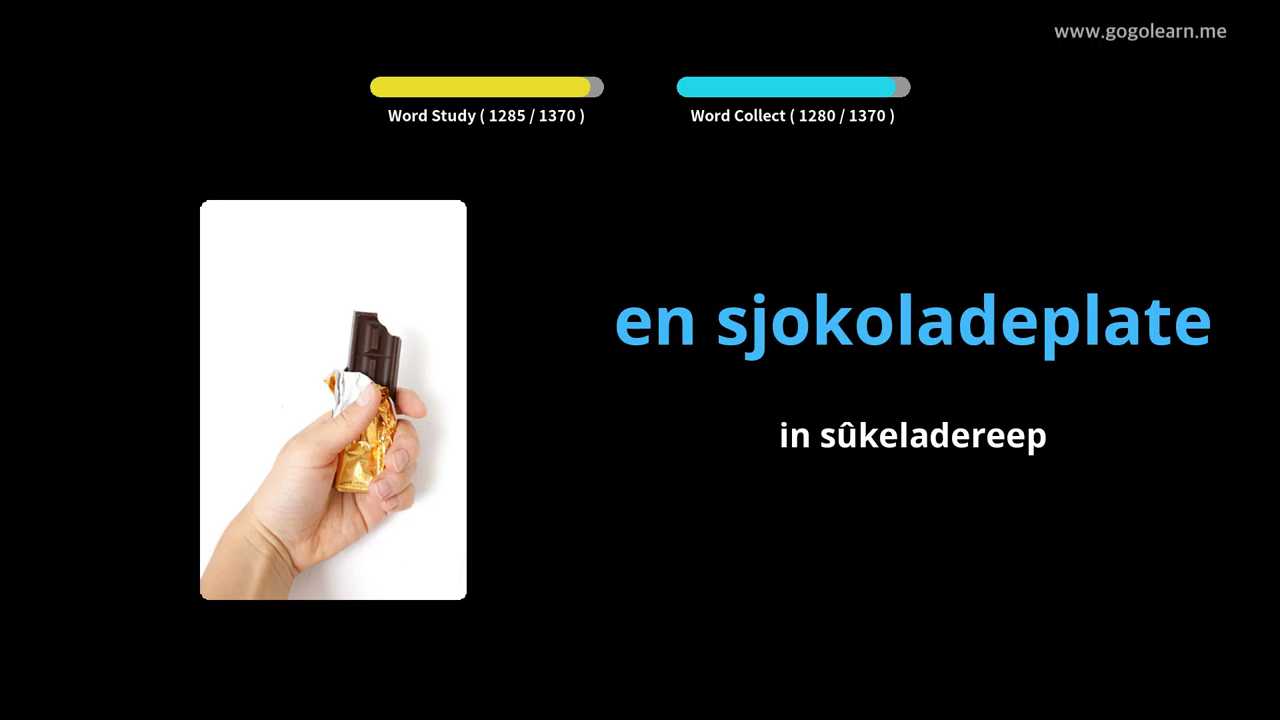 www.gogolearn.me
Word Study ( 1285 / 1370 )
Word Collect ( 1280 / 1370 )
en sjokoladeplate
in sûkeladereep